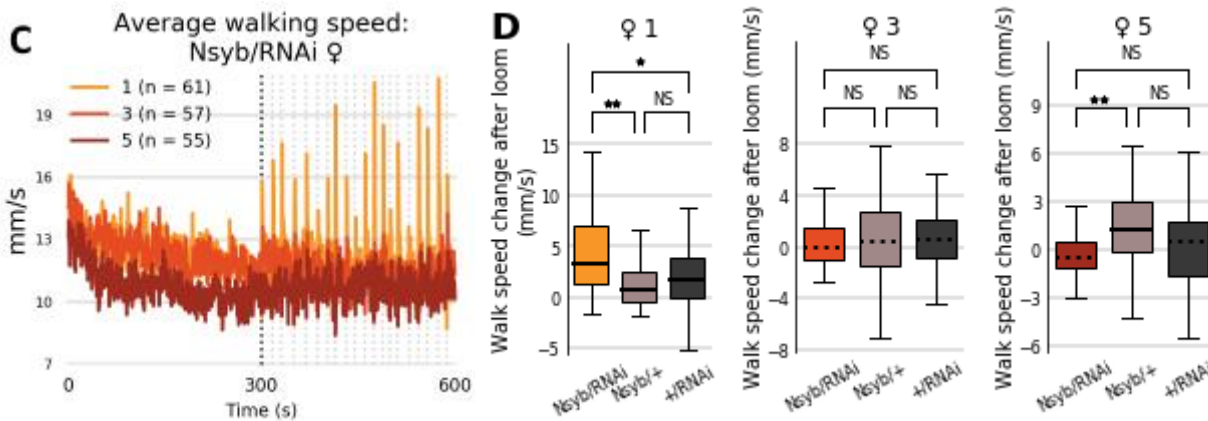 C
Average walking speed:
Nsyb/RNAi ♀
1 (n = 61)
3 (n = 57)
5 (n = 55)
mm/s
19
16
13
10
7
0
300
600
Time (s)
D
♀ 1
Walk speed change after loom
(mm/s)
15
10
5
0
−5
★
★★
NS
Nsyb/RNAi
Nsyb/+
+/RNAi
♀ 3
Walk speed change after loom (mm/s)
8
4
0
−4
−8
NS
NS
NS
Nsyb/RNAi
Nsyb/+
+/RNAi
♀ 5
Walk speed change after loom (mm/s)
9
6
3
0
−3
−6
NS
★★
NS
Nsyb/RNAi
Nsyb/+
+/RNAi